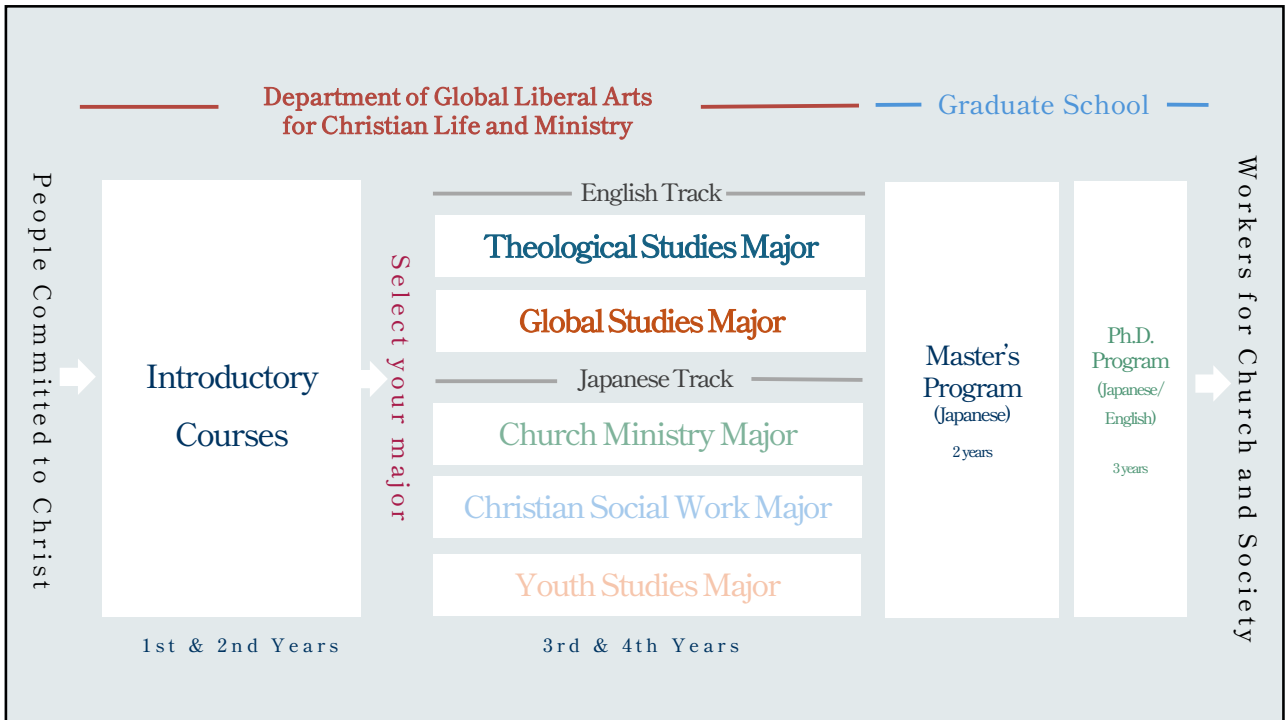 Department of Global Liberal Arts
for Christian Life and Ministry
Graduate School
People Committed to Christ
Introductory
Courses
1st & 2nd Years
Select your major
English Track
Theological Studies Major
Global Studies Major
Japanese Track
Church Ministry Major
Christian Social Work Major
Youth Studies Major
3rd & 4th Years
Master's
Program
(Japanese)
2 years
Ph.D.
Program
(Japanese/
English)
3 years
Workers for Church and Society